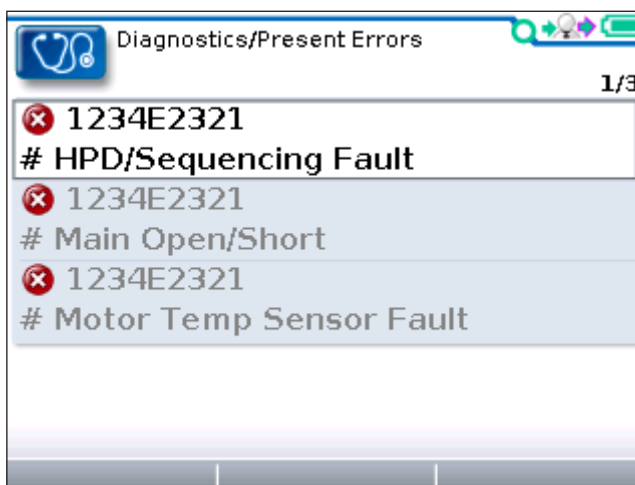 Diagnostics/Present Errors
1/3
1234E2321
# HPD/Sequencing Fault
1234E2321
# Main Open/Short
1234E2321
# Motor Temp Sensor Fault